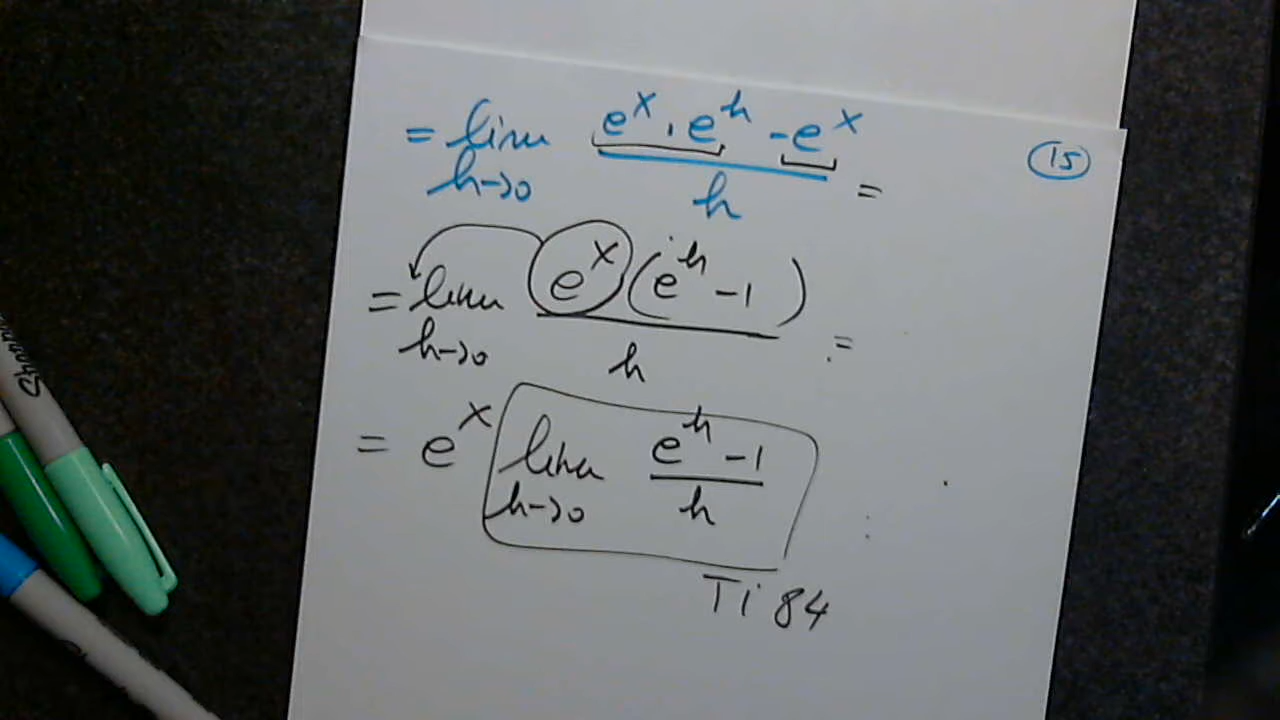 = lim h→0 (e^x · e^h - e^x) / h =
15
= lim h→0 e^x (e^h - 1) / h =
= e^x lim h→0 (e^h - 1) / h
Ti 84